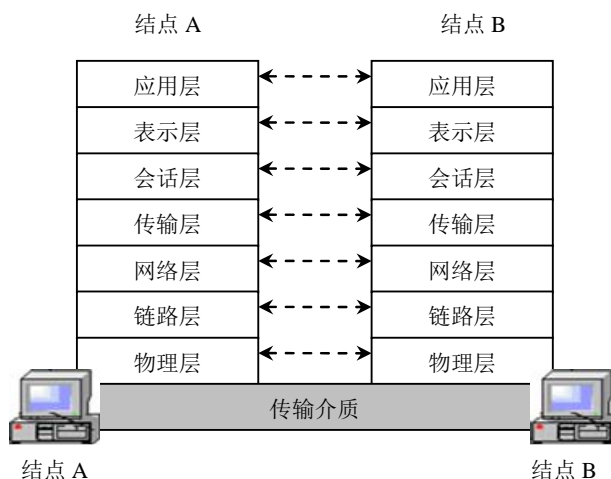 结点 A 结点 B
应用层 应用层
表示层 表示层
会话层 会话层
传输层 传输层
网络层 网络层
链路层 链路层
物理层 物理层
传输介质
结点 A 结点 B